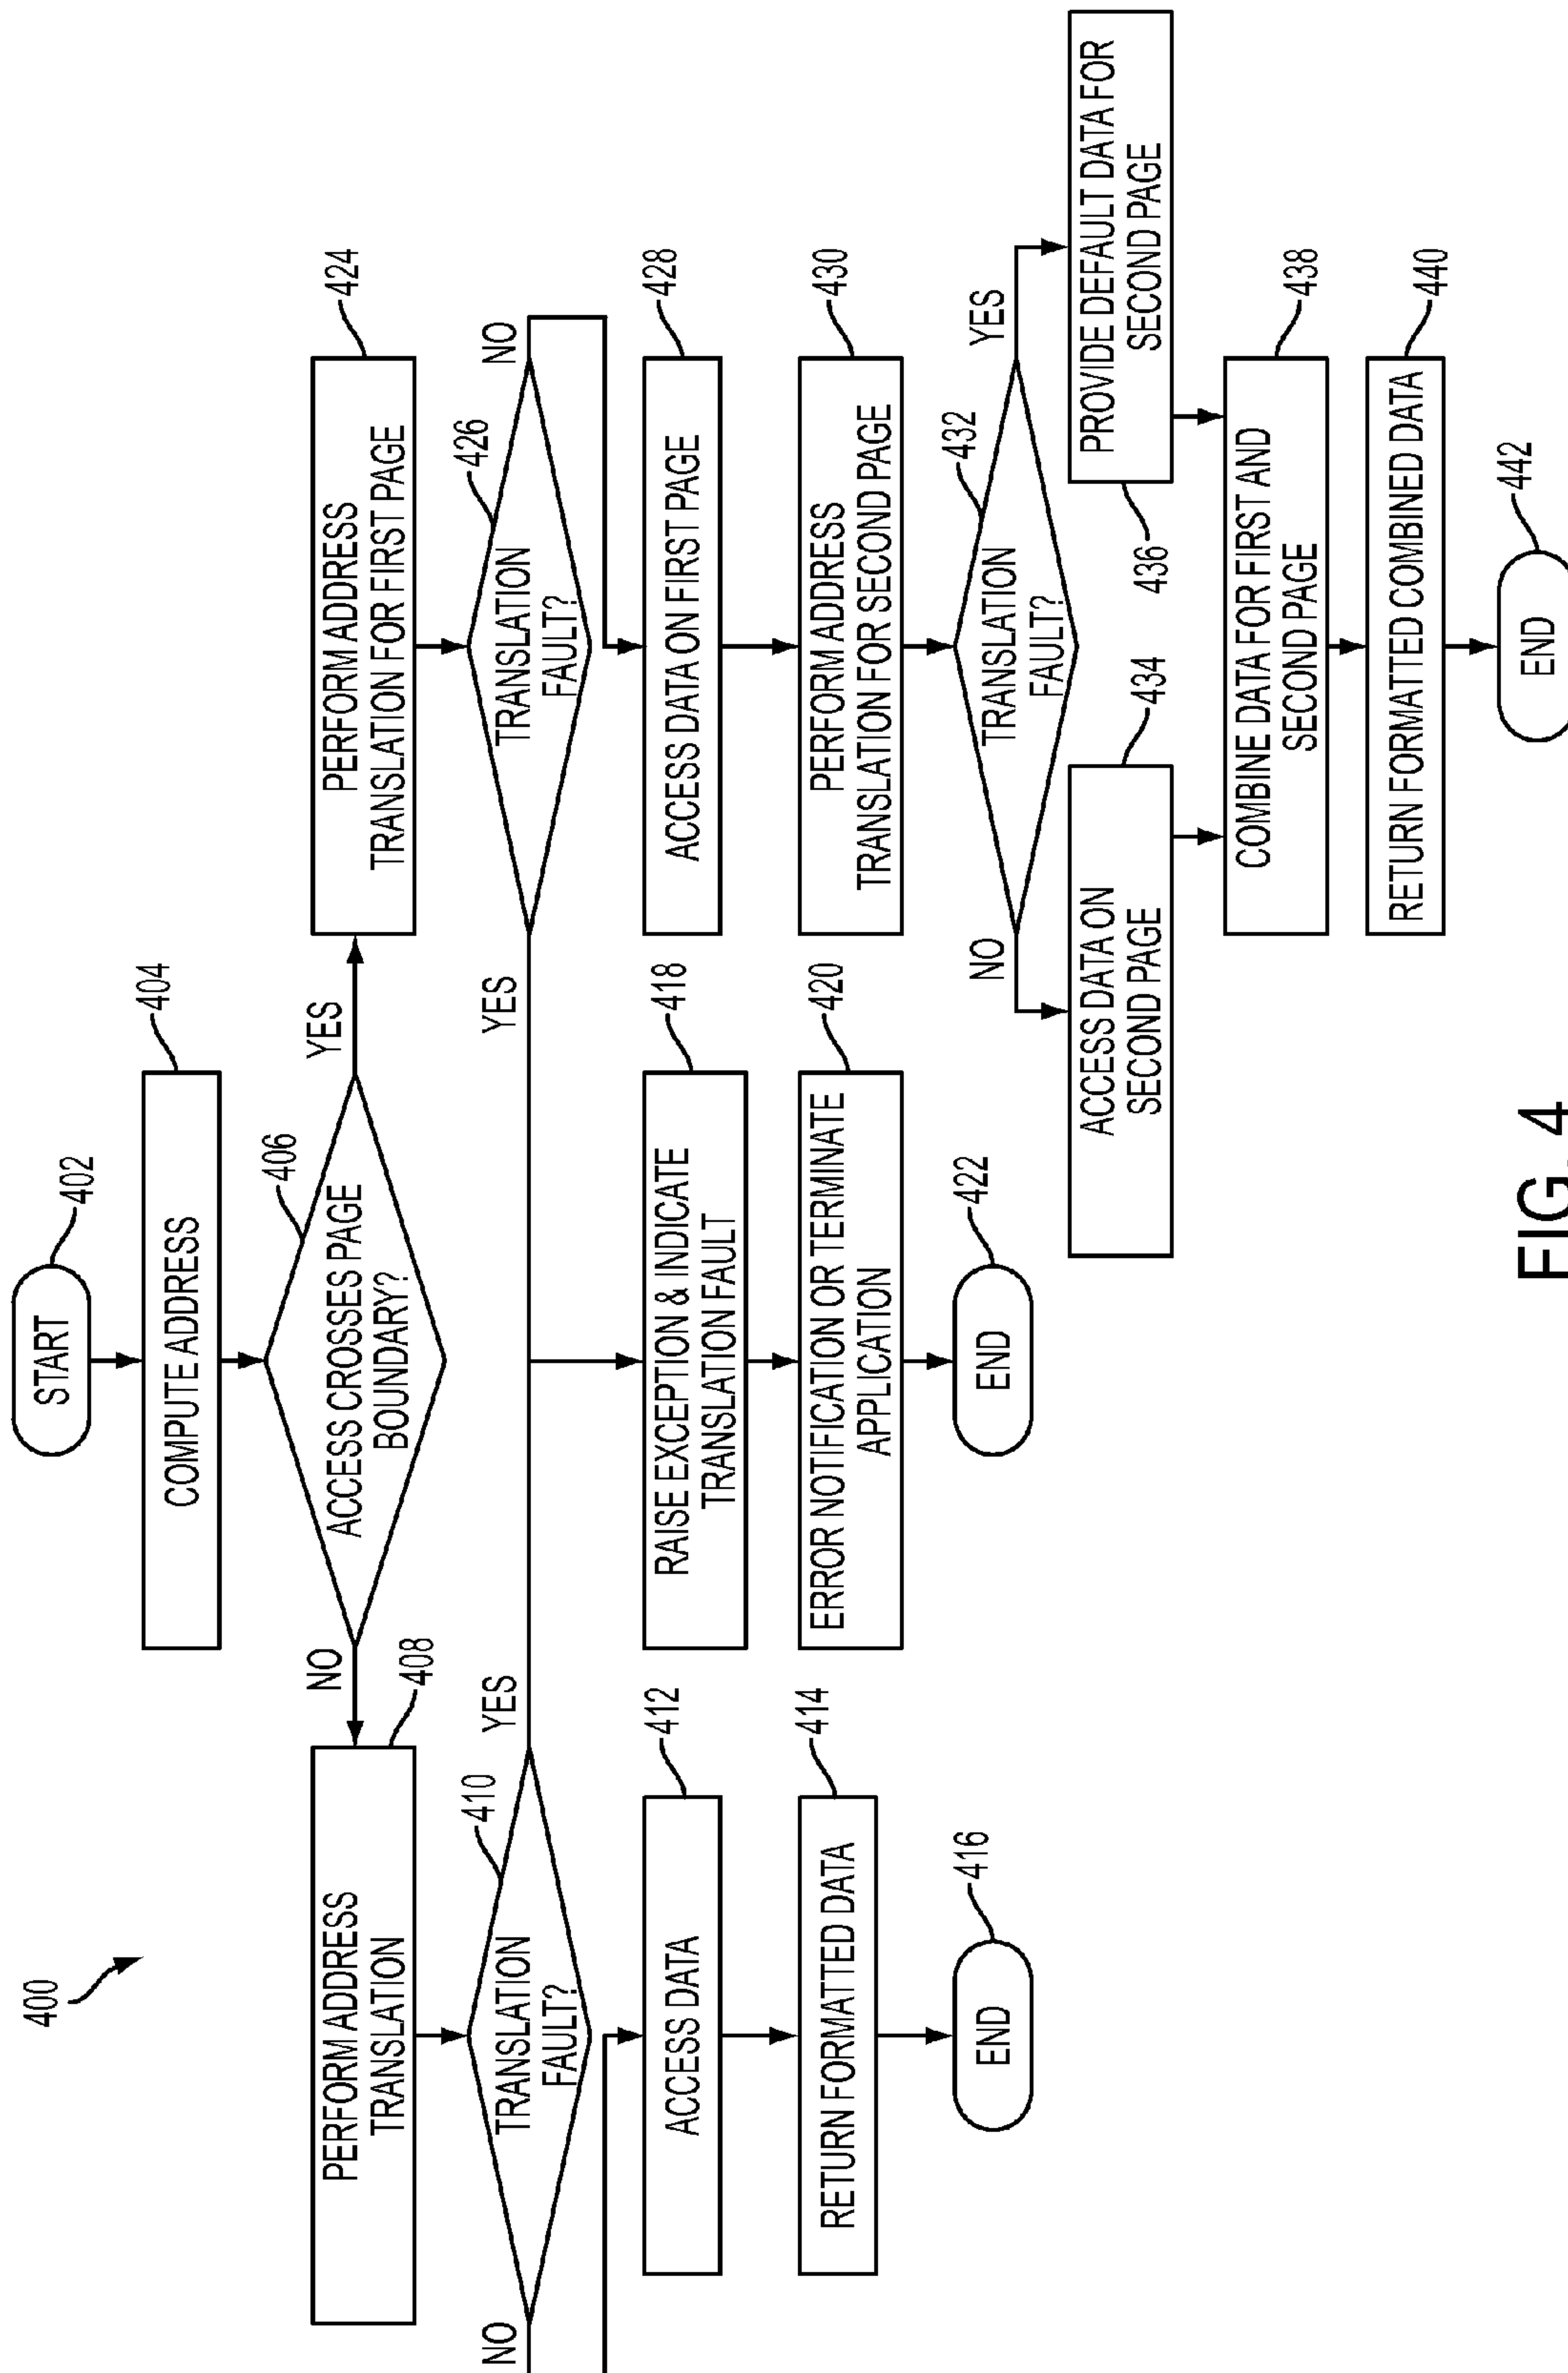 400
START
402
COMPUTE ADDRESS
404
ACCESS CROSSES PAGE
BOUNDARY?
406
NO
YES
PERFORM ADDRESS
TRANSLATION
408
TRANSLATION
FAULT?
410
NO
YES
ACCESS DATA
412
RETURN FORMATTED DATA
414
END
416
RAISE EXCEPTION & INDICATE
TRANSLATION FAULT
418
ERROR NOTIFICATION OR TERMINATE
APPLICATION
420
END
422
PERFORM ADDRESS
TRANSLATION FOR FIRST PAGE
424
TRANSLATION
FAULT?
426
YES
NO
ACCESS DATA ON FIRST PAGE
428
PERFORM ADDRESS
TRANSLATION FOR SECOND PAGE
430
TRANSLATION
FAULT?
432
NO
YES
ACCESS DATA ON
SECOND PAGE
434
PROVIDE DEFAULT DATA FOR
SECOND PAGE
436
COMBINE DATA FOR FIRST AND
SECOND PAGE
438
RETURN FORMATTED COMBINED DATA
440
END
442
FIG. 4